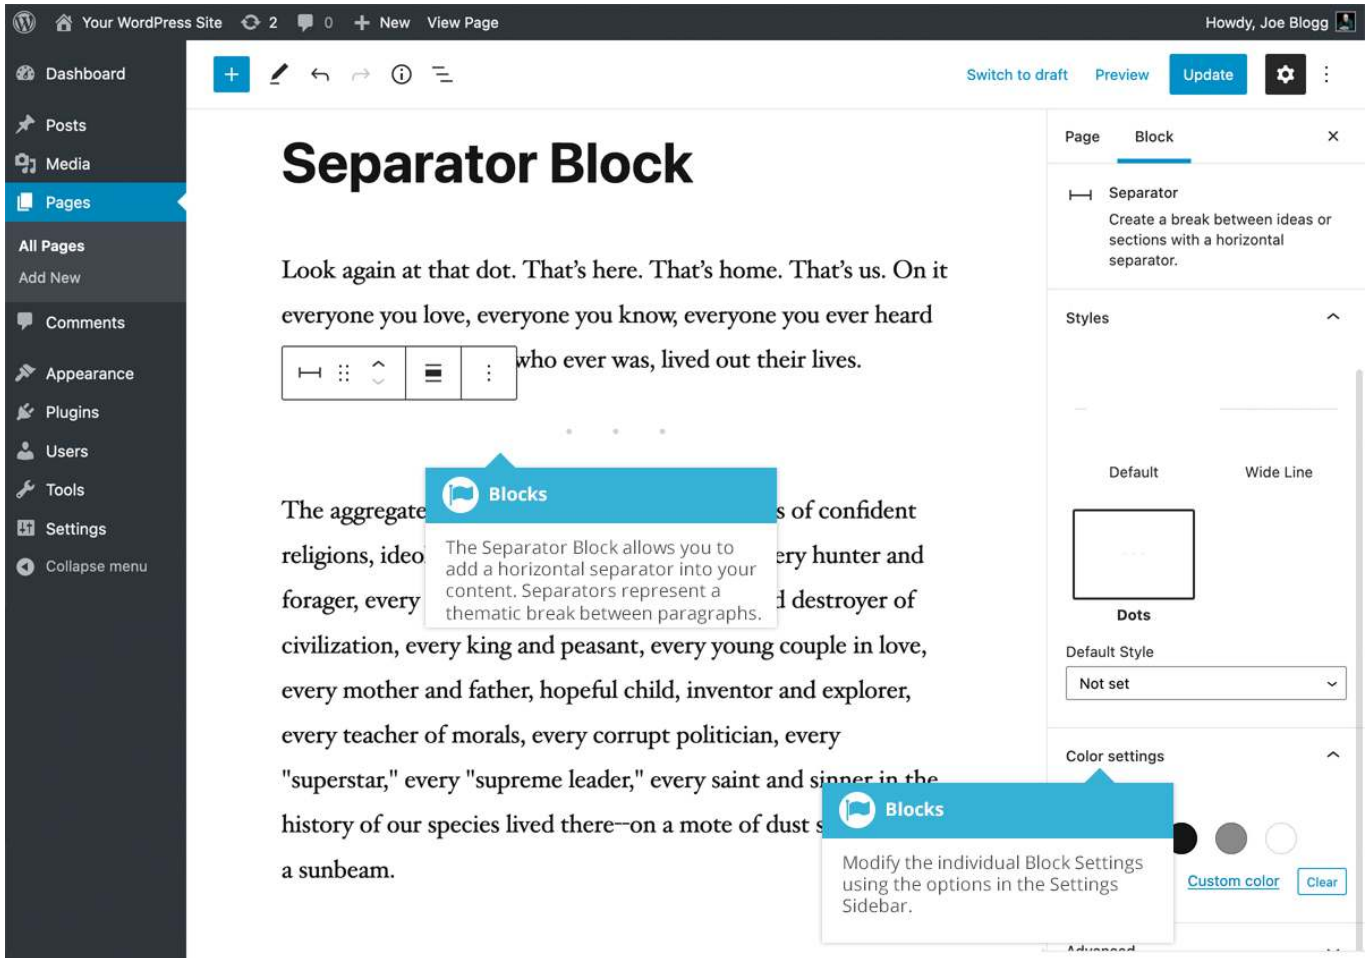 Your WordPress Site 2 0 New View Page Howdy, Joe Blogg
Dashboard
Posts
Media
Pages
All Pages
Add New
Comments
Appearance
Plugins
Users
Tools
Settings
Collapse menu
Switch to draft Preview Update
Separator Block
Look again at that dot. That’s here. That’s home. That’s us. On it
everyone you love, everyone you know, everyone you ever heard
who ever was, lived out their lives.
The aggregate s of confident
religions, ideo ery hunter and
forager, every d destroyer of
civilization, every king and peasant, every young couple in love,
every mother and father, hopeful child, inventor and explorer,
every teacher of morals, every corrupt politician, every
"superstar," every "supreme leader," every saint and sinner in the
history of our species lived there--on a mote of dust s
a sunbeam.
Blocks
The Separator Block allows you to
add a horizontal separator into your
content. Separators represent a
thematic break between paragraphs.
Page Block
Separator
Create a break between ideas or
sections with a horizontal
separator.
Styles
Default Wide Line
Dots
Default Style
Not set
Color settings
Blocks
Modify the individual Block Settings
using the options in the Settings
Sidebar.
Custom color Clear
Advanced